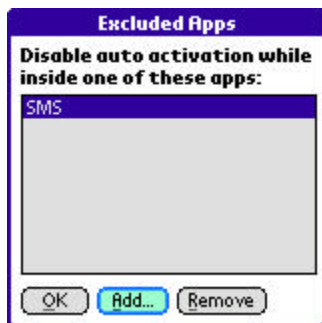 Excluded Apps
Disable auto activation while
inside one of these apps:
SMS
OK Add... Remove